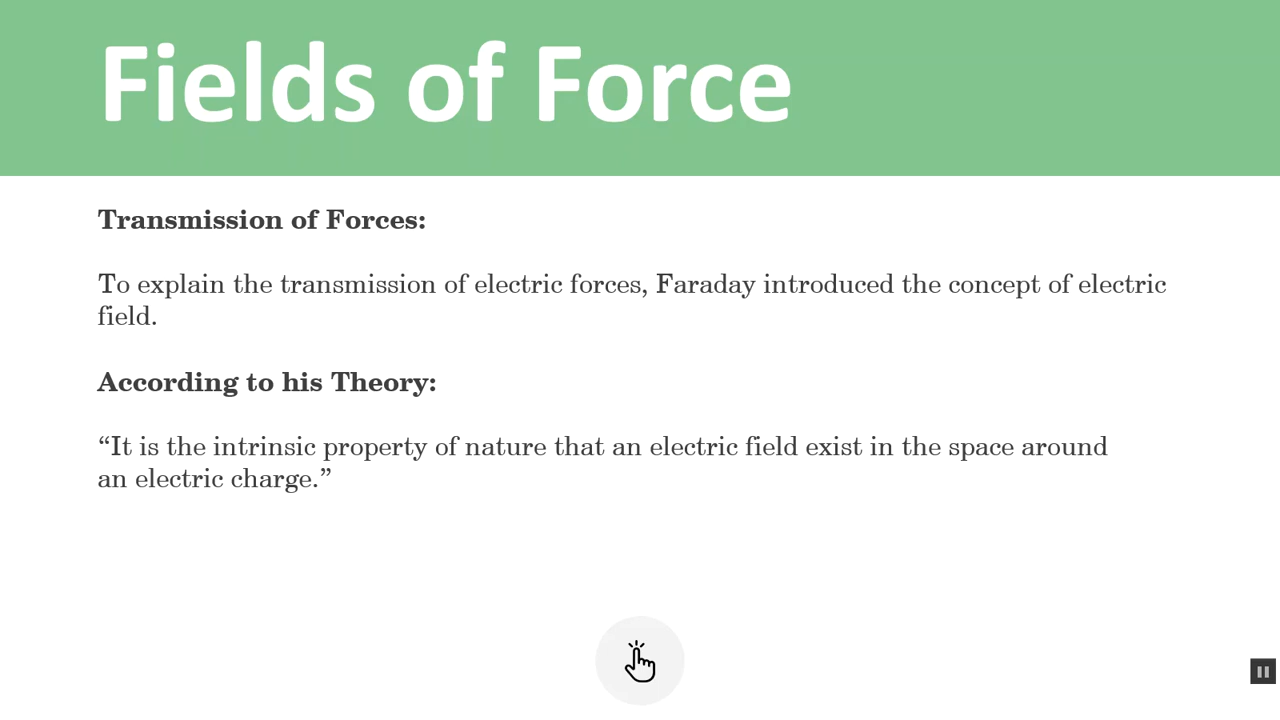 Fields of Force
Transmission of Forces:
To explain the transmission of electric forces, Faraday introduced the concept of electric
field.
According to his Theory:
“It is the intrinsic property of nature that an electric field exist in the space around
an electric charge.”